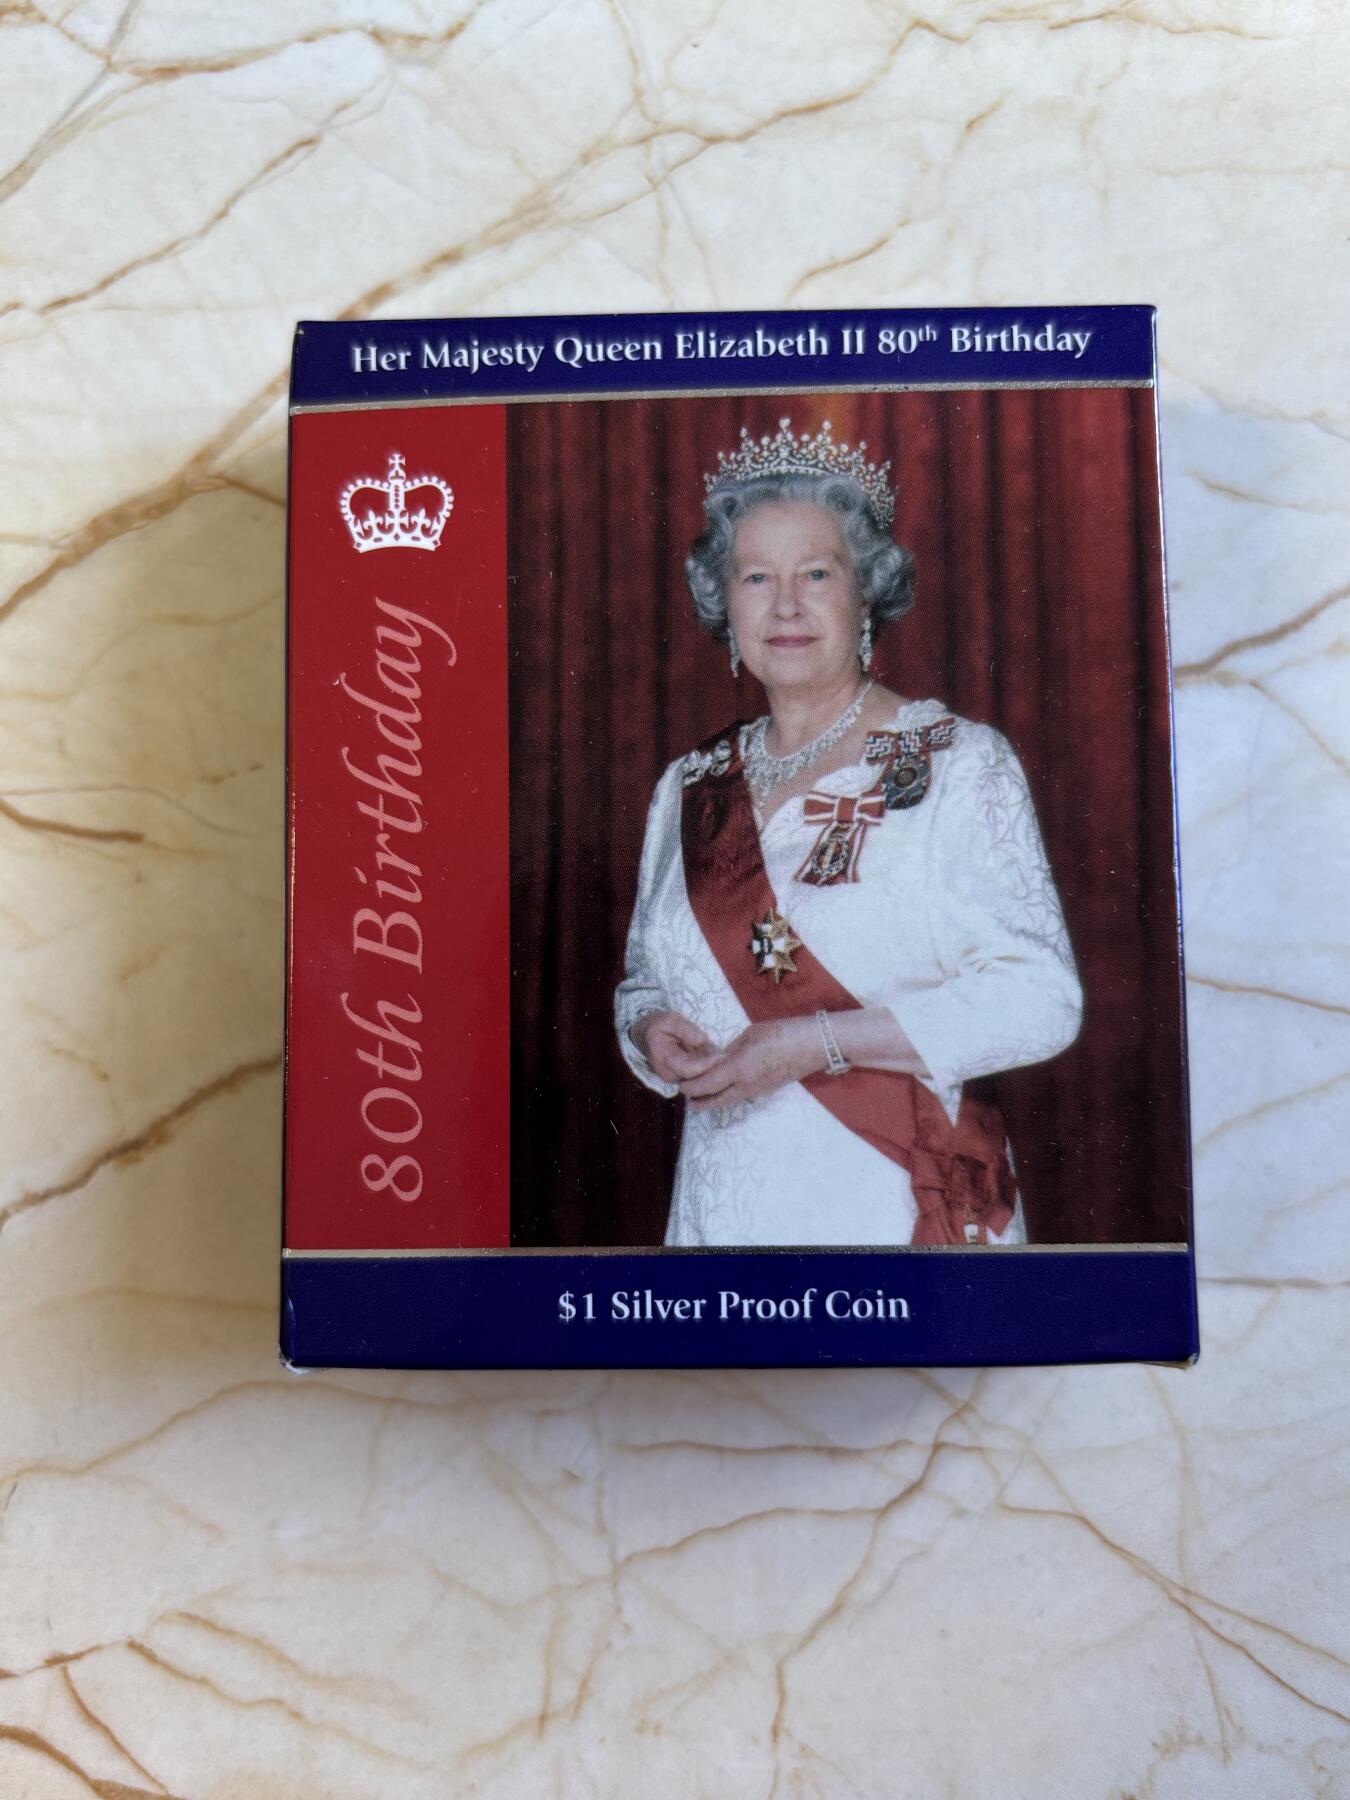 Her Majesty Queen Elizabeth II 80th Birthday
80th Birthday
$1 Silver Proof Coin